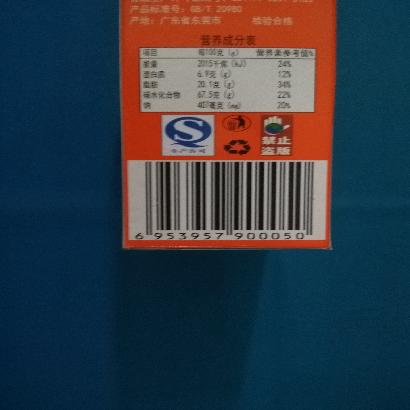 产品标准号: GB/T 20980
产地: 广东省东莞市 检验合格
营养成分表
项目 每100克 (g) 营养素参考值%
能量 2015千焦 (kJ) 24%
蛋白质 6.9克 (g) 12%
脂肪 20.1克 (g) 34%
碳水化合物 67.5克 (g) 22%
钠 407毫克 (mg) 20%
禁止
盗版
6 953957 900050